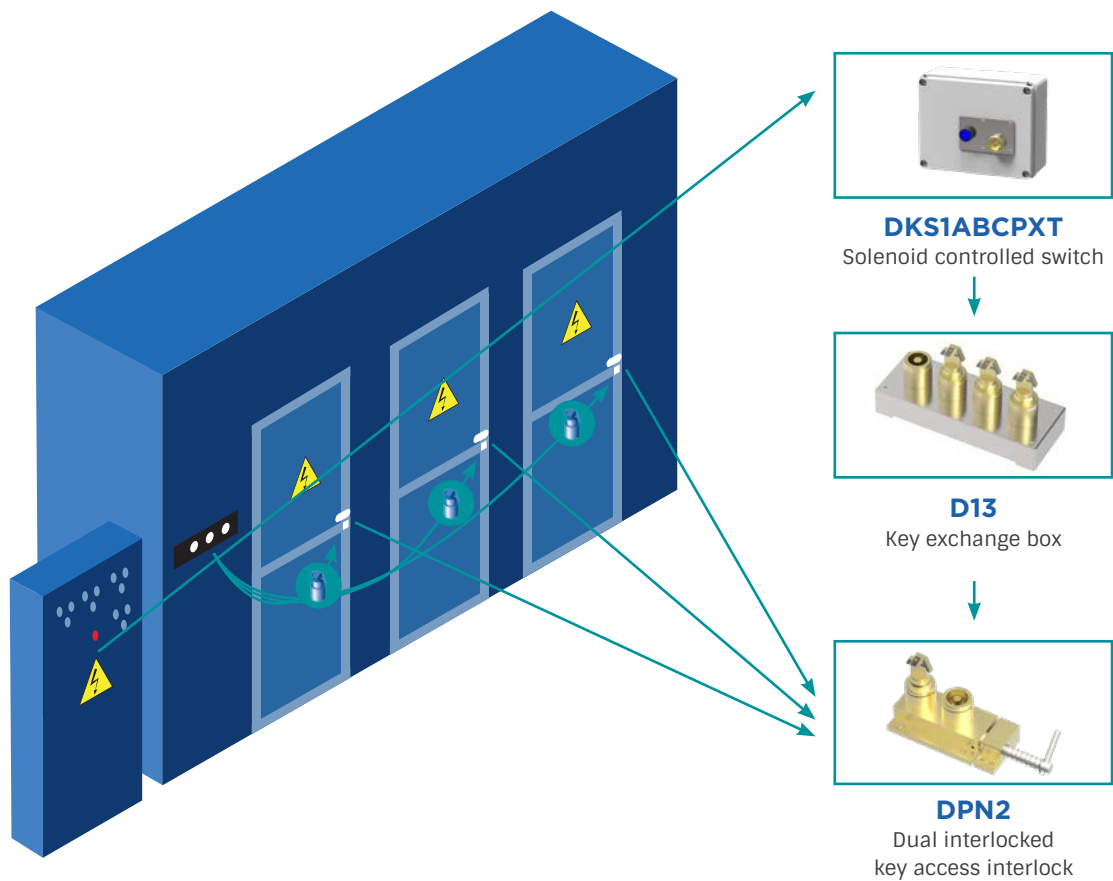 DKS1ABCPXT
Solenoid controlled switch
D13
Key exchange box
DPN2
Dual interlocked
key access interlock